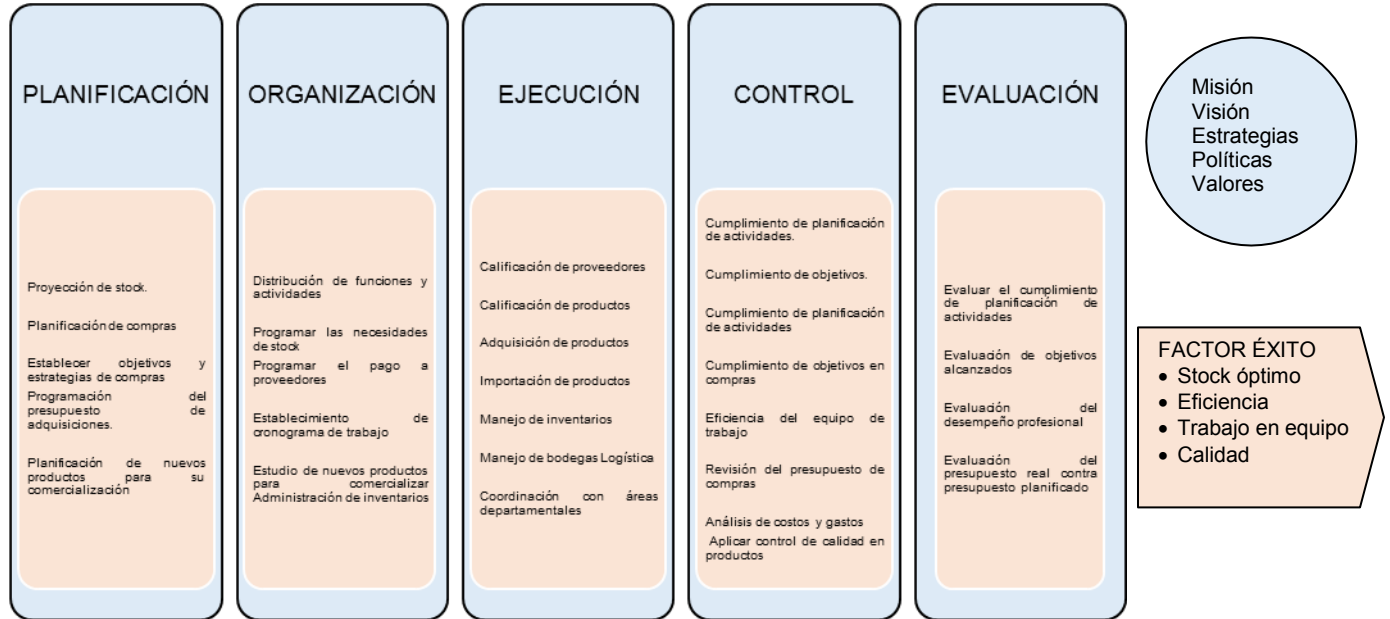 PLANIFICACIÓN
Proyección de stock.
Planificación de compras
Establecer objetivos y
estrategias de compras
Programación del
presupuesto de
adquisiciones.
Planificación de nuevos
productos para su
comercialización
ORGANIZACIÓN
Distribución de funciones y
actividades
Programar las necesidades
de stock
Programar el pago a
proveedores
Establecimiento de
cronograma de trabajo
Estudio de nuevos productos
para comercializar
Administración de inventarios
EJECUCIÓN
Calificación de proveedores
Calificación de productos
Adquisición de productos
Importación de productos
Manejo de inventarios
Manejo de bodegas Logística
Coordinación con áreas
departamentales
CONTROL
Cumplimiento de planificación
de actividades.
Cumplimiento de objetivos.
Cumplimiento de planificación
de actividades
Cumplimiento de objetivos en
compras
Eficiencia del equipo de
trabajo
Revisión del presupuesto de
compras
Análisis de costos y gastos
Aplicar control de calidad en
productos
EVALUACIÓN
Evaluar el cumplimiento
de planificación de
actividades
Evaluación de objetivos
alcanzados
Evaluación del
desempeño profesional
Evaluación del
presupuesto real contra
presupuesto planificado
Misión
Visión
Estrategias
Políticas
Valores
FACTOR ÉXITO
• Stock óptimo
• Eficiencia
• Trabajo en equipo
• Calidad